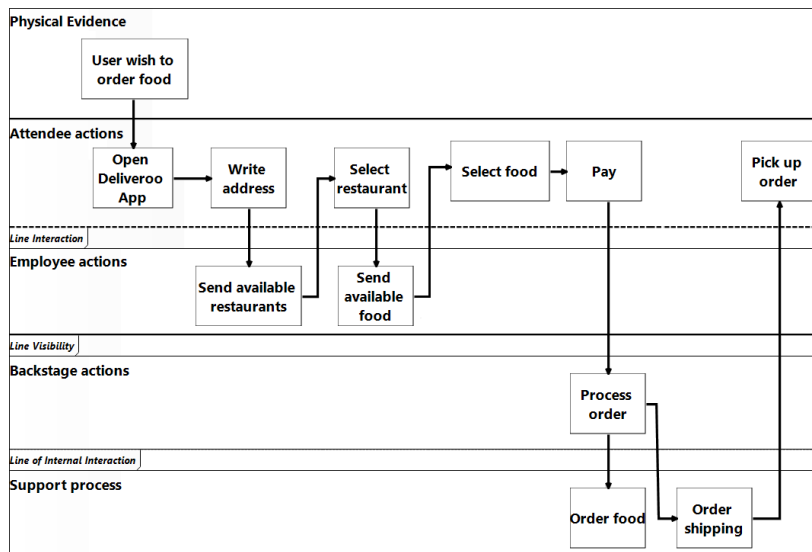 Physical Evidence
User wish to
order food
Attendee actions
Open
Deliveroo
App
Write
address
Select
restaurant
Select food
Pay
Pick up
order
Line Interaction
Employee actions
Send available
restaurants
Send
available
food
Line Visibility
Backstage actions
Process
order
Line of Internal Interaction
Support process
Order food
Order
shipping